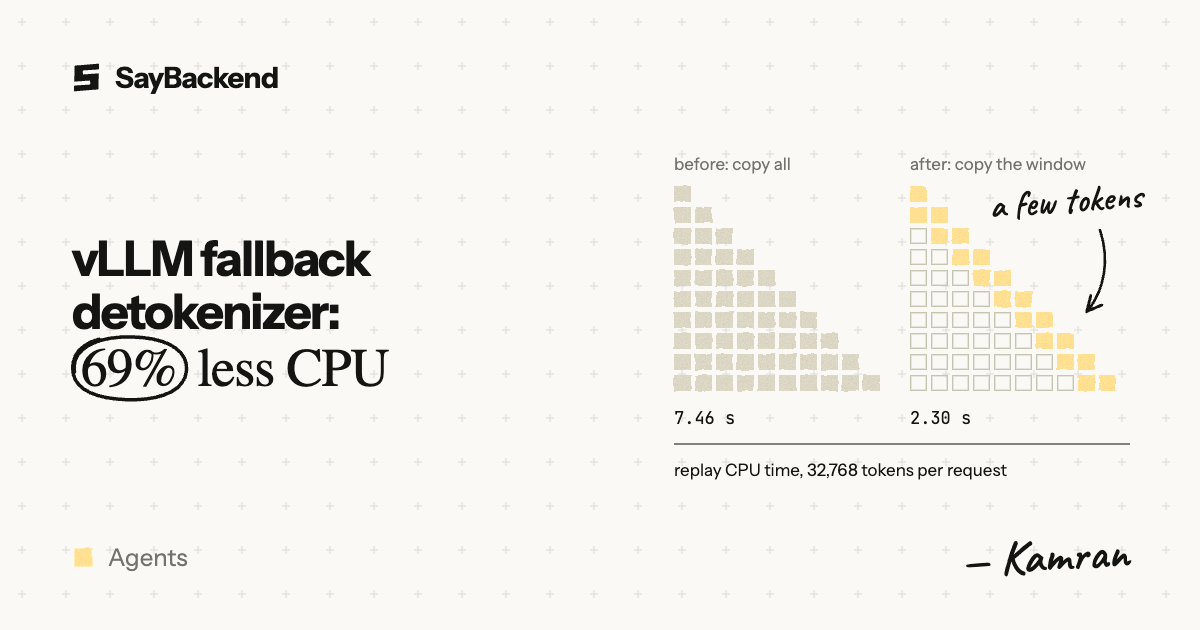 SayBackend
vLLM fallback
detokenizer:
69% less CPU
before: copy all
after: copy the window
a few tokens
7.46 s
2.30 s
replay CPU time, 32,768 tokens per request
Agents
— Kamran